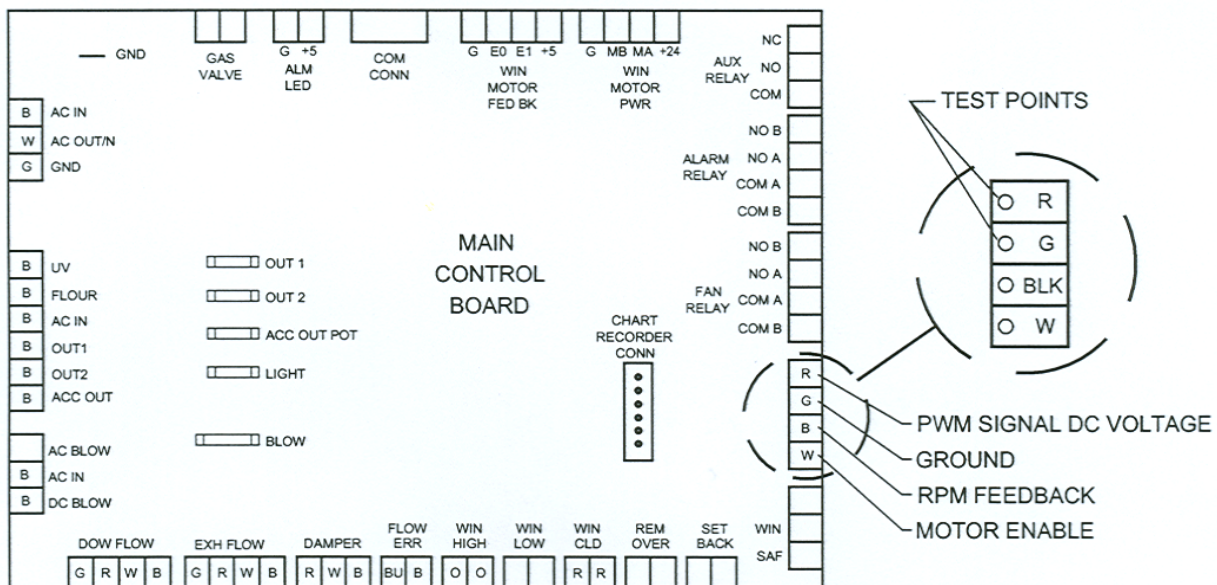 GND
GAS
VALVE
G +5
ALM
LED
COM
CONN
G E0 E1 +5
WIN
MOTOR
FED BK
G MB MA +24
WIN
MOTOR
PWR
NC
AUX
RELAY
NO
COM
TEST POINTS
B AC IN
W AC OUT/N
G GND
NO B
ALARM
RELAY
NO A
COM A
COM B
R
G
BLK
W
MAIN
CONTROL
BOARD
B UV
B FLOUR
B AC IN
B OUT1
B OUT2
B ACC OUT
OUT 1
OUT 2
ACC OUT POT
LIGHT
BLOW
NO B
NO A
FAN
RELAY
COM A
COM B
CHART
RECORDER
CONN
R
G
B
W
PWM SIGNAL DC VOLTAGE
GROUND
RPM FEEDBACK
MOTOR ENABLE
AC BLOW
B AC IN
B DC BLOW
DOW FLOW
G R W B
EXH FLOW
G R W B
DAMPER
R W B
FLOW
ERR
BU B
WIN
HIGH
O O
WIN
LOW
WIN
CLD
R R
REM
OVER
SET
BACK
WIN
SAF